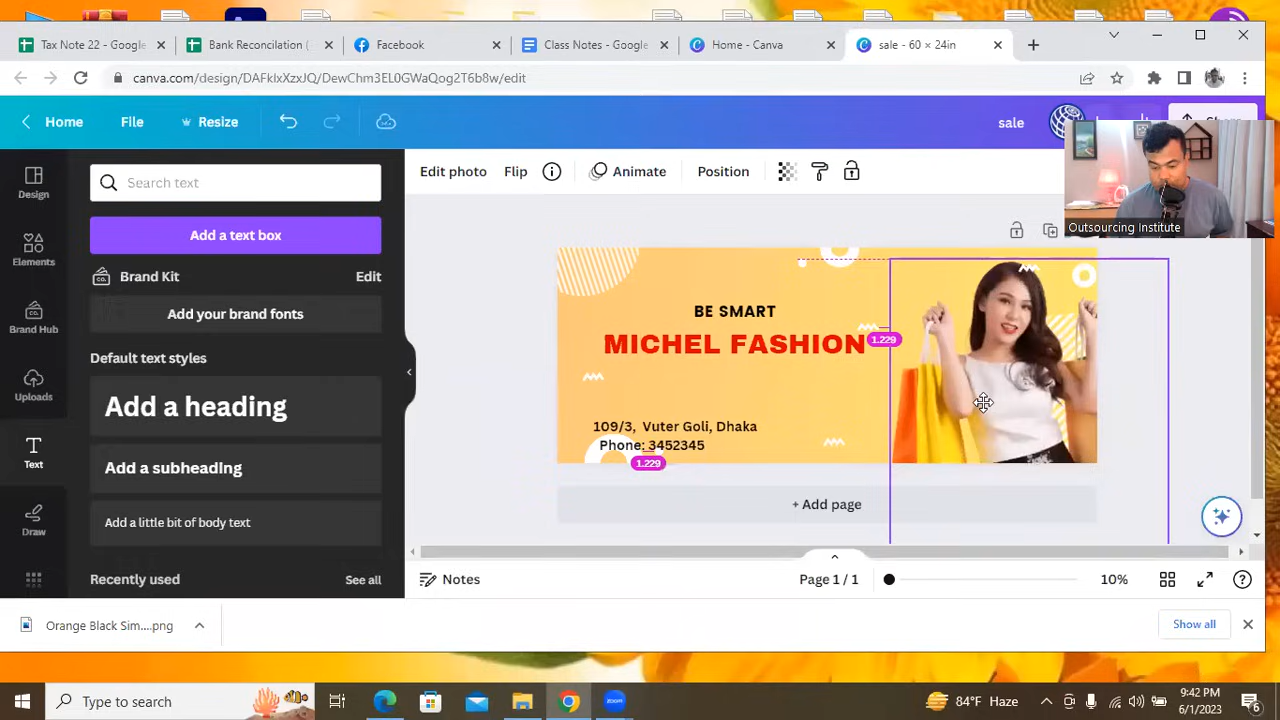 Tax Note 22 - Google
Bank Reconcilation (
Facebook
Class Notes - Google
Home - Canva
sale - 60 × 24in
canva.com/design/DAFklxXzxJQ/DewChm3EL0GWaQog2T6b8w/edit
Home
File
Resize
sale
Share
Design
Elements
Brand Hub
Uploads
Text
Draw
Search text
Add a text box
Brand Kit
Edit
Add your brand fonts
Default text styles
Add a heading
Add a subheading
Add a little bit of body text
Recently used
See all
Edit photo
Flip
Animate
Position
Outsourcing Institute
BE SMART
MICHEL FASHION
1.229
109/3, Vuter Goli, Dhaka
Phone: 3452345
1.229
+ Add page
Notes
Page 1 / 1
10%
Orange Black Sim....png
Show all
Type to search
zoom
84°F Haze
9:42 PM
6/1/2023
6